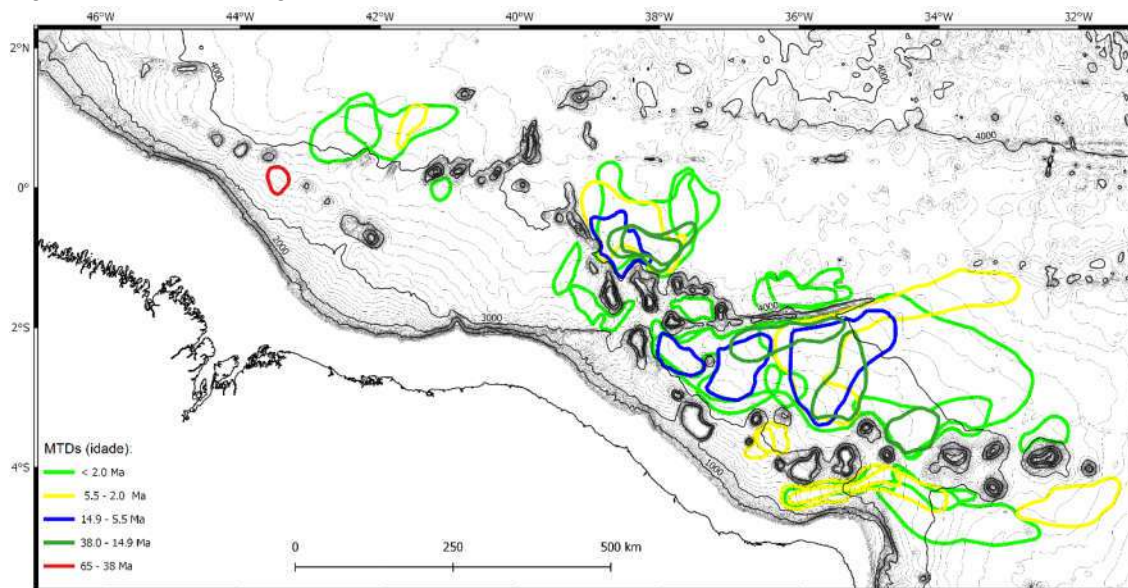 46°W 44°W 42°W 40°W 38°W 36°W 34°W 32°W
2°N
0°
2°S
4°S
4000
4000
4000
4000
2000
3000
1000
MTDs (idade):
< 2.0 Ma
5.5 - 2.0 Ma
14.9 - 5.5 Ma
38.0 - 14.9 Ma
65 - 38 Ma
0 250 500 km